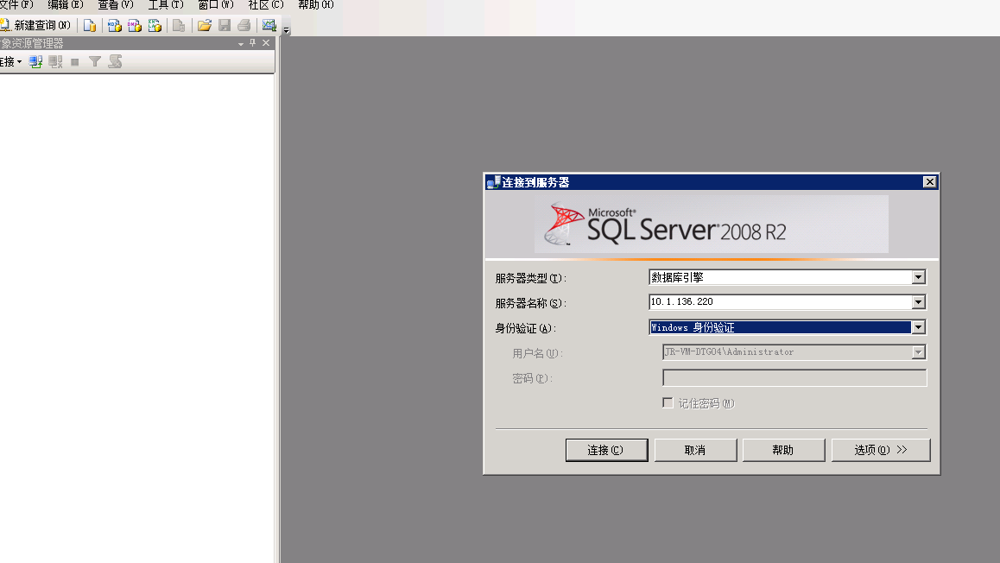 文件(F) 编辑(E) 查看(V) 工具(T) 窗口(W) 社区(C) 帮助(H)
新建查询(N)
象资源管理器
连接
连接到服务器
Microsoft®
SQL Server® 2008 R2
服务器类型(T): 数据库引擎
服务器名称(S): 10.1.136.220
身份验证(A): Windows 身份验证
用户名(U): JR-VM-DTG04\Administrator
密码(P):
记住密码(M)
连接(C) 取消 帮助 选项(O) >>